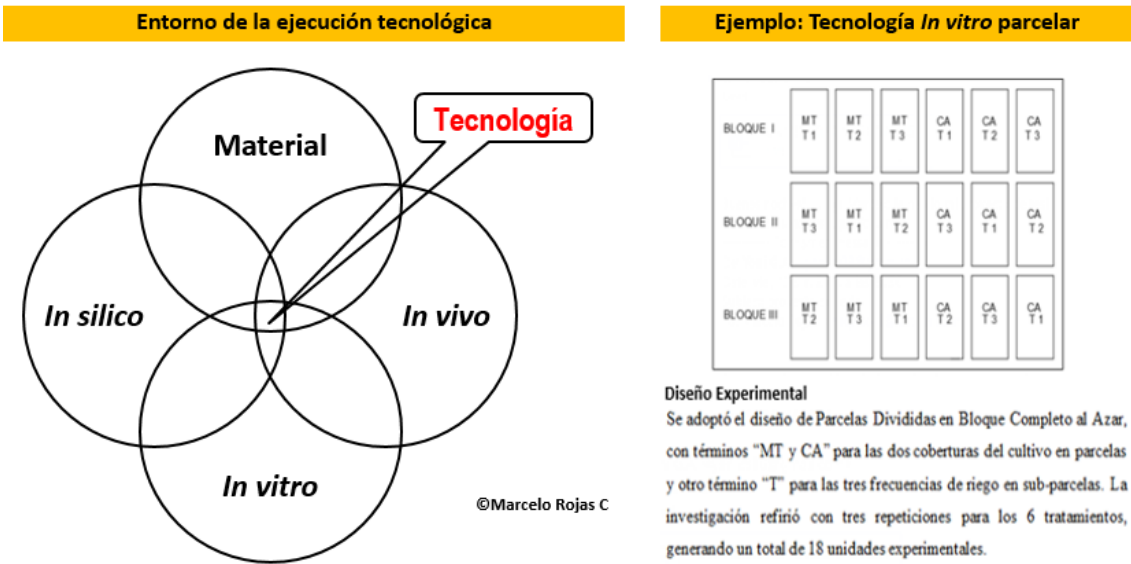 Entorno de la ejecución tecnológica
Material
Tecnología
In silico
In vivo
In vitro
©Marcelo Rojas C
Ejemplo: Tecnología In vitro parcelar
BLOQUE I
MT T1
MT T2
MT T3
CA T1
CA T2
CA T3
BLOQUE II
MT T3
MT T1
MT T2
CA T3
CA T1
CA T2
BLOQUE III
MT T2
MT T3
MT T1
CA T2
CA T3
CA T1
Diseño Experimental
Se adoptó el diseño de Parcelas Divididas en Bloque Completo al Azar,
con términos “MT y CA” para las dos coberturas del cultivo en parcelas
y otro término “T” para las tres frecuencias de riego en sub-parcelas. La
investigación refirió con tres repeticiones para los 6 tratamientos,
generando un total de 18 unidades experimentales.